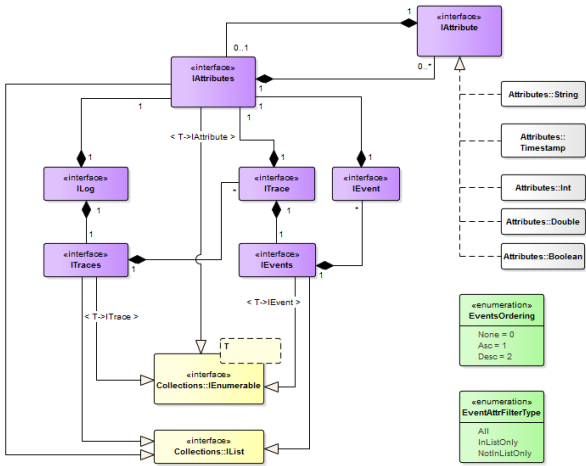 «interface»
IAttribute
1
1
0..1
0..*
«interface»
IAttributes
1
1
1
1
1
Attributes::String
Attributes::
Timestamp
Attributes::Int
Attributes::Double
Attributes::Boolean
< T->IAttribute >
1
1
1
«interface»
ILog
«interface»
ITrace
«interface»
IEvent
*
*
1
1
1
1
«interface»
ITraces
1
«interface»
IEvents
1
< T->ITrace >
< T->IEvent >
T
«interface»
Collections::IEnumerable
«interface»
Collections::IList
«enumeration»
EventsOrdering
None = 0
Asc = 1
Desc = 2
«enumeration»
EventAttrFilterType
All
InListOnly
NotInListOnly